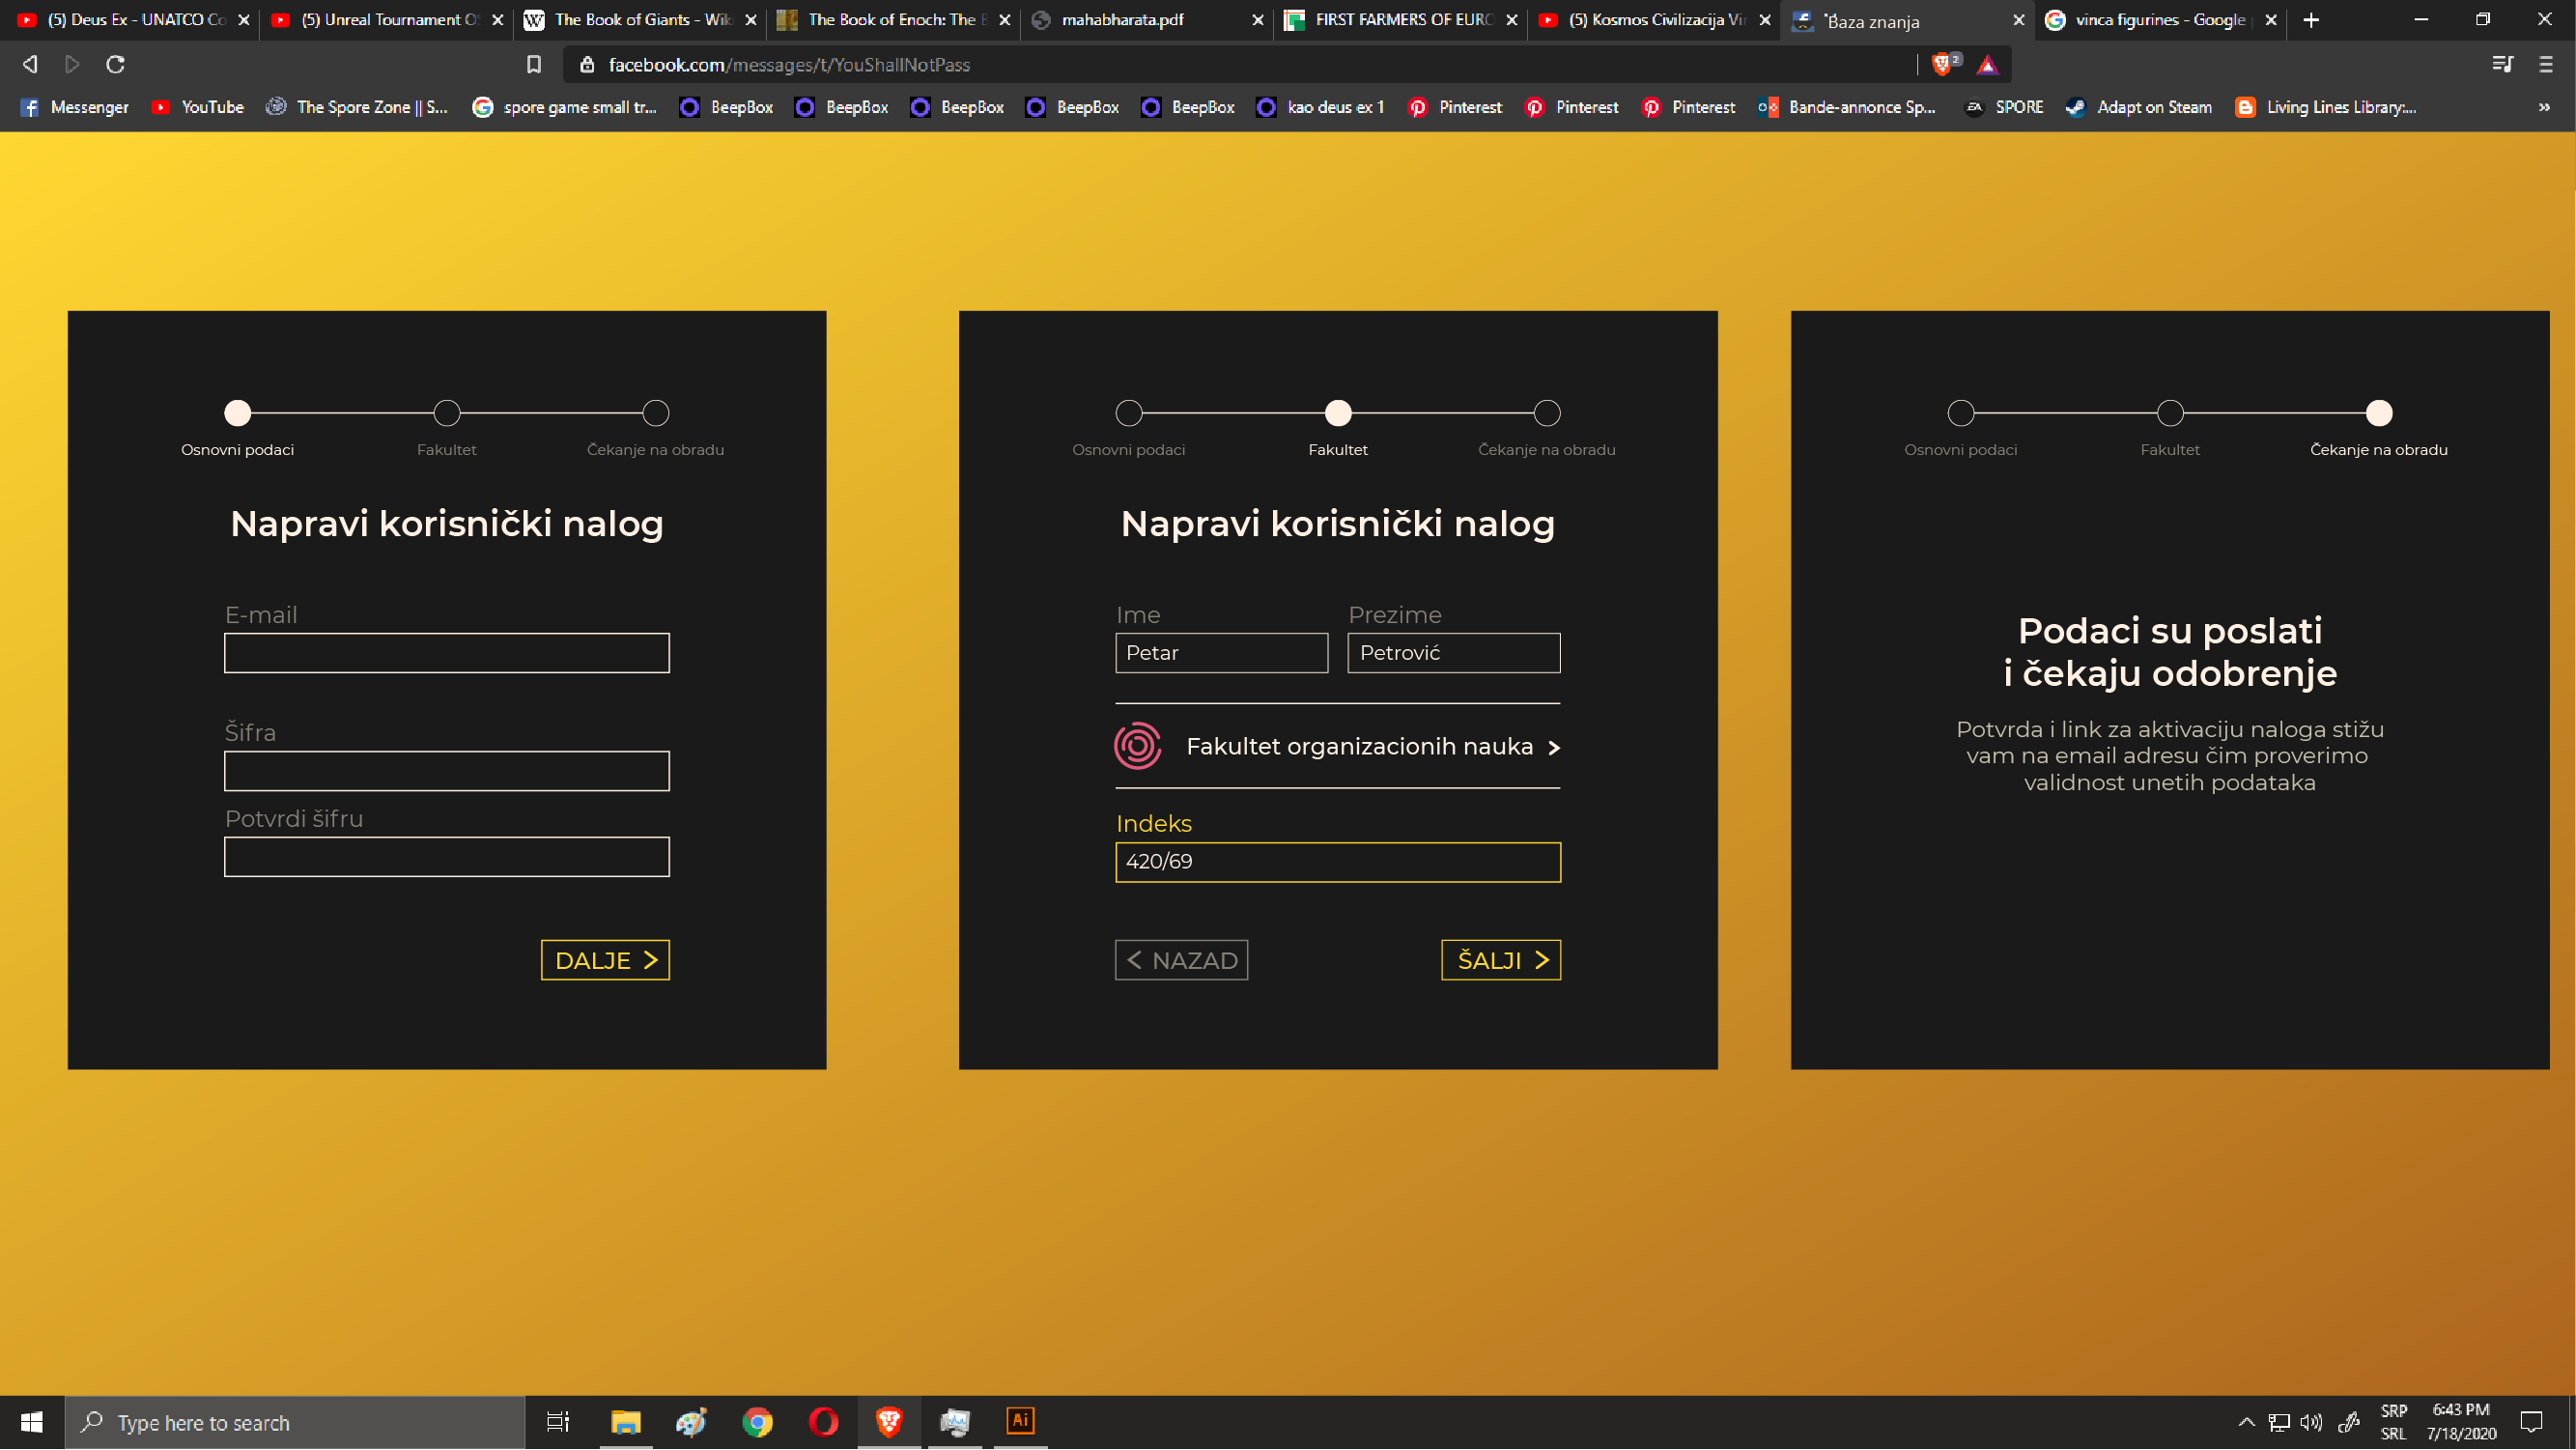 (5) Deus Ex - UNATCO Co
(5) Unreal Tournament O
The Book of Giants - Wik
The Book of Enoch: The B
mahabharata.pdf
FIRST FARMERS OF EURO
(5) Kosmos Civilizacija Vi
Baza znanja
vinca figurines - Google
facebook.com/messages/t/YouShallNotPass
2
Messenger
YouTube
The Spore Zone || S...
spore game small tr...
BeepBox
BeepBox
BeepBox
BeepBox
BeepBox
kao deus ex 1
Pinterest
Pinterest
Pinterest
Bande-annonce Sp...
SPORE
Adapt on Steam
Living Lines Library:...
»
Osnovni podaci
Fakultet
Čekanje na obradu
Napravi korisnički nalog
E-mail
Šifra
Potvrdi šifru
DALJE >
Osnovni podaci
Fakultet
Čekanje na obradu
Napravi korisnički nalog
Ime
Prezime
Petar
Petrović
Fakultet organizacionih nauka >
Indeks
420/69
< NAZAD
ŠALJI >
Osnovni podaci
Fakultet
Čekanje na obradu
Podaci su poslati
i čekaju odobrenje
Potvrda i link za aktivaciju naloga stižu
vam na email adresu čim proverimo
validnost unetih podataka
Type here to search
Ai
SRP
SRL
6:43 PM
7/18/2020